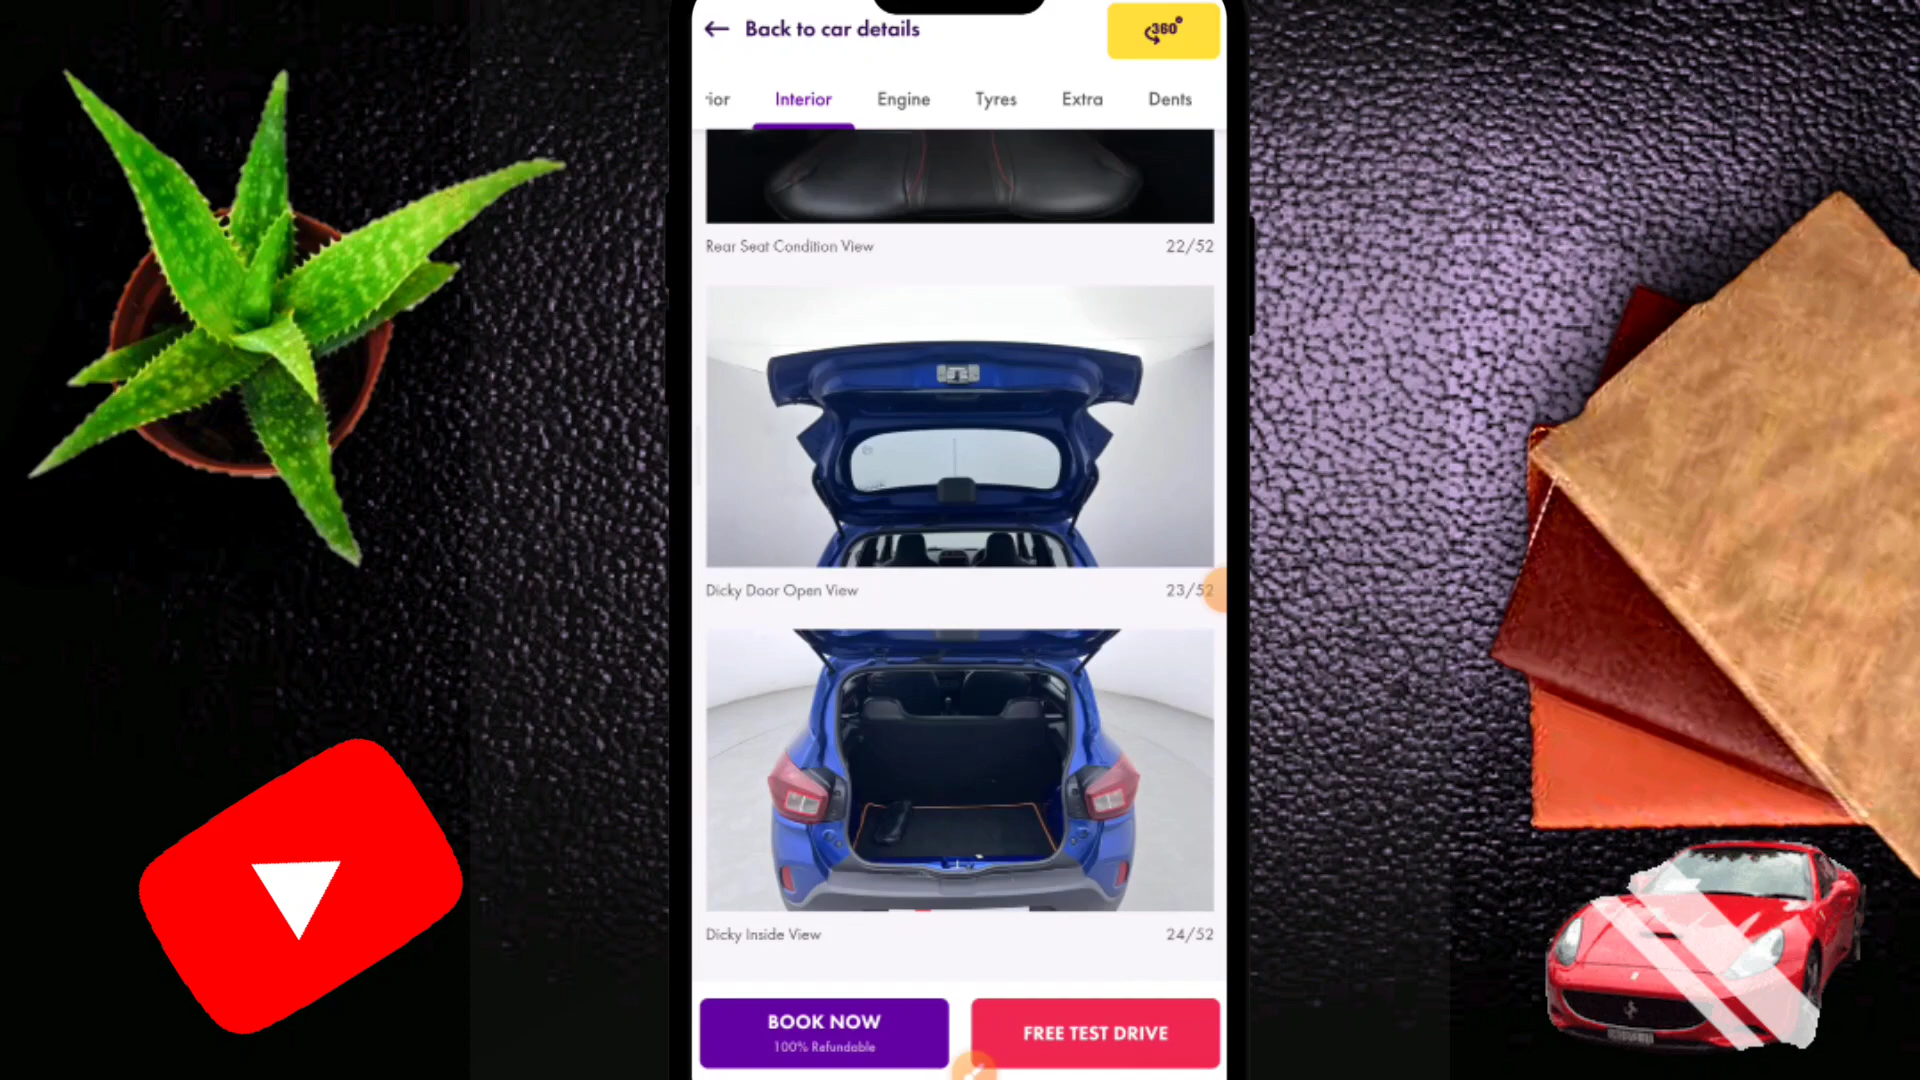 Back to car details
360°
rior Interior Engine Tyres Extra Dents
Rear Seat Condition View 22/52
Dicky Door Open View 23/52
Dicky Inside View 24/52
BOOK NOW
100% Refundable
FREE TEST DRIVE